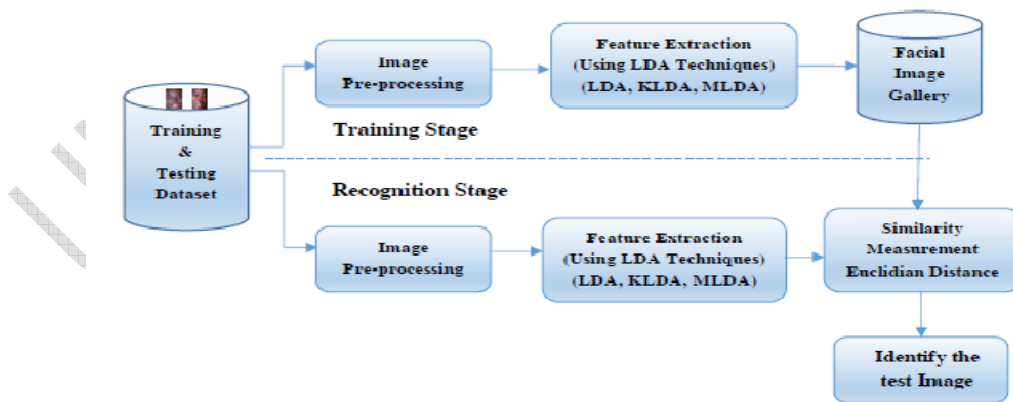 Training
&
Testing
Dataset
Image
Pre-processing
Feature Extraction
(Using LDA Techniques)
(LDA, KLDA, MLDA)
Facial
Image
Gallery
Training Stage
Recognition Stage
Image
Pre-processing
Feature Extraction
(Using LDA Techniques)
(LDA, KLDA, MLDA)
Similarity
Measurement
Euclidian Distance
Identify the
test Image